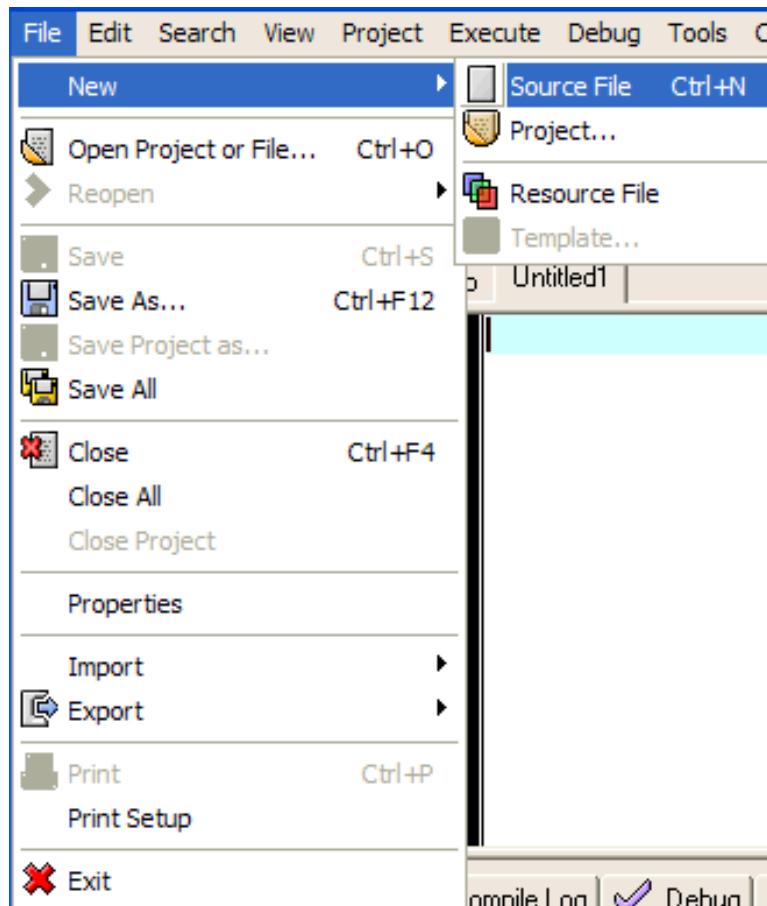 File Edit Search View Project Execute Debug Tools
New
Source File Ctrl+N
Project...
Resource File
Template...
Open Project or File... Ctrl+O
Reopen
Save Ctrl+S
Save As... Ctrl+F12
Save Project as...
Save All
Close Ctrl+F4
Close All
Close Project
Properties
Import
Export
Print Ctrl+P
Print Setup
Exit
Untitled1
ompile Log Debug